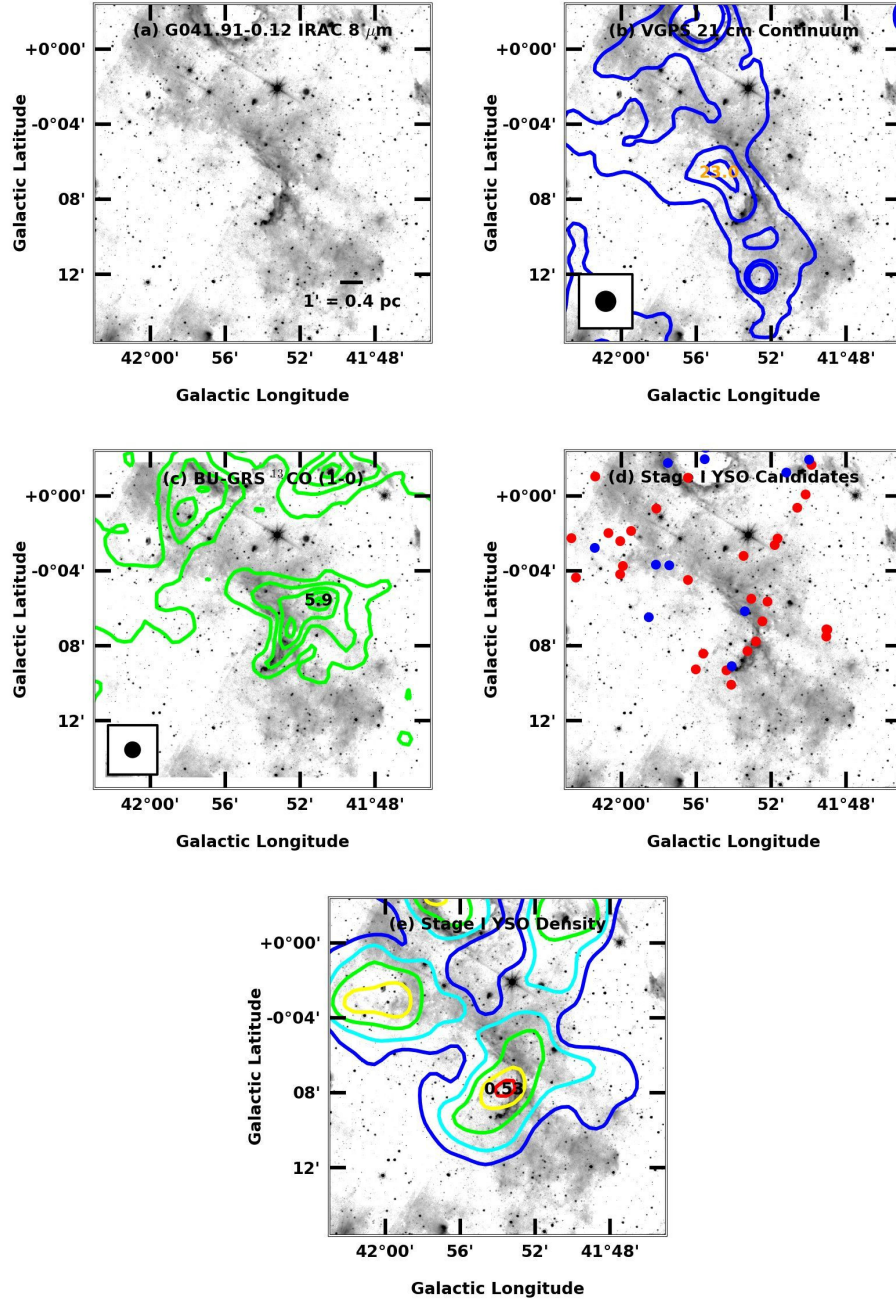 (a) G041.91-0.12 IRAC 8 μm
+0°00'
-0°04'
08'
12'
Galactic Latitude
1' = 0.4 pc
42°00' 56' 52' 41°48'
Galactic Longitude
(b) VGPS 21 cm Continuum
+0°00'
-0°04'
08'
12'
Galactic Latitude
23.0
42°00' 56' 52' 41°48'
Galactic Longitude
(c) BU-GRS ¹³CO (1-0)
+0°00'
-0°04'
08'
12'
Galactic Latitude
5.9
42°00' 56' 52' 41°48'
Galactic Longitude
(d) Stage I YSO Candidates
+0°00'
-0°04'
08'
12'
Galactic Latitude
42°00' 56' 52' 41°48'
Galactic Longitude
(e) Stage I YSO Density
+0°00'
-0°04'
08'
12'
Galactic Latitude
0.53
42°00' 56' 52' 41°48'
Galactic Longitude